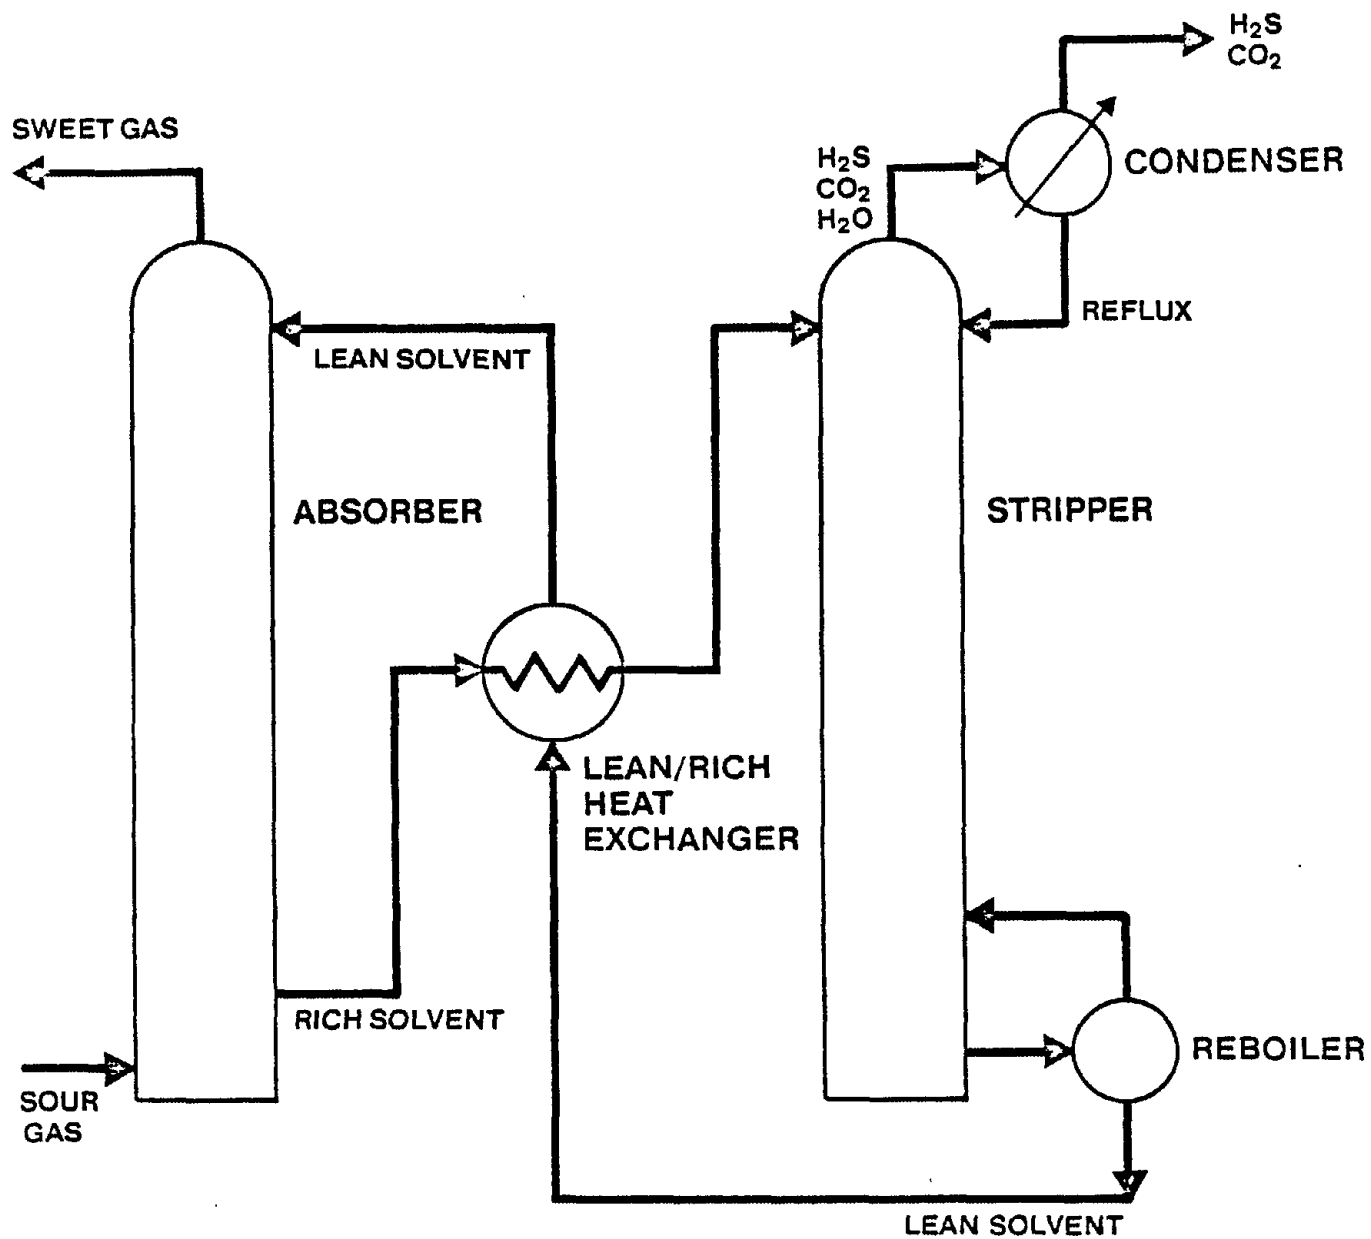 H₂S
CO₂
SWEET GAS
H₂S
CO₂
H₂O
CONDENSER
REFLUX
LEAN SOLVENT
ABSORBER
STRIPPER
LEAN/RICH
HEAT
EXCHANGER
RICH SOLVENT
REBOILER
SOUR
GAS
LEAN SOLVENT